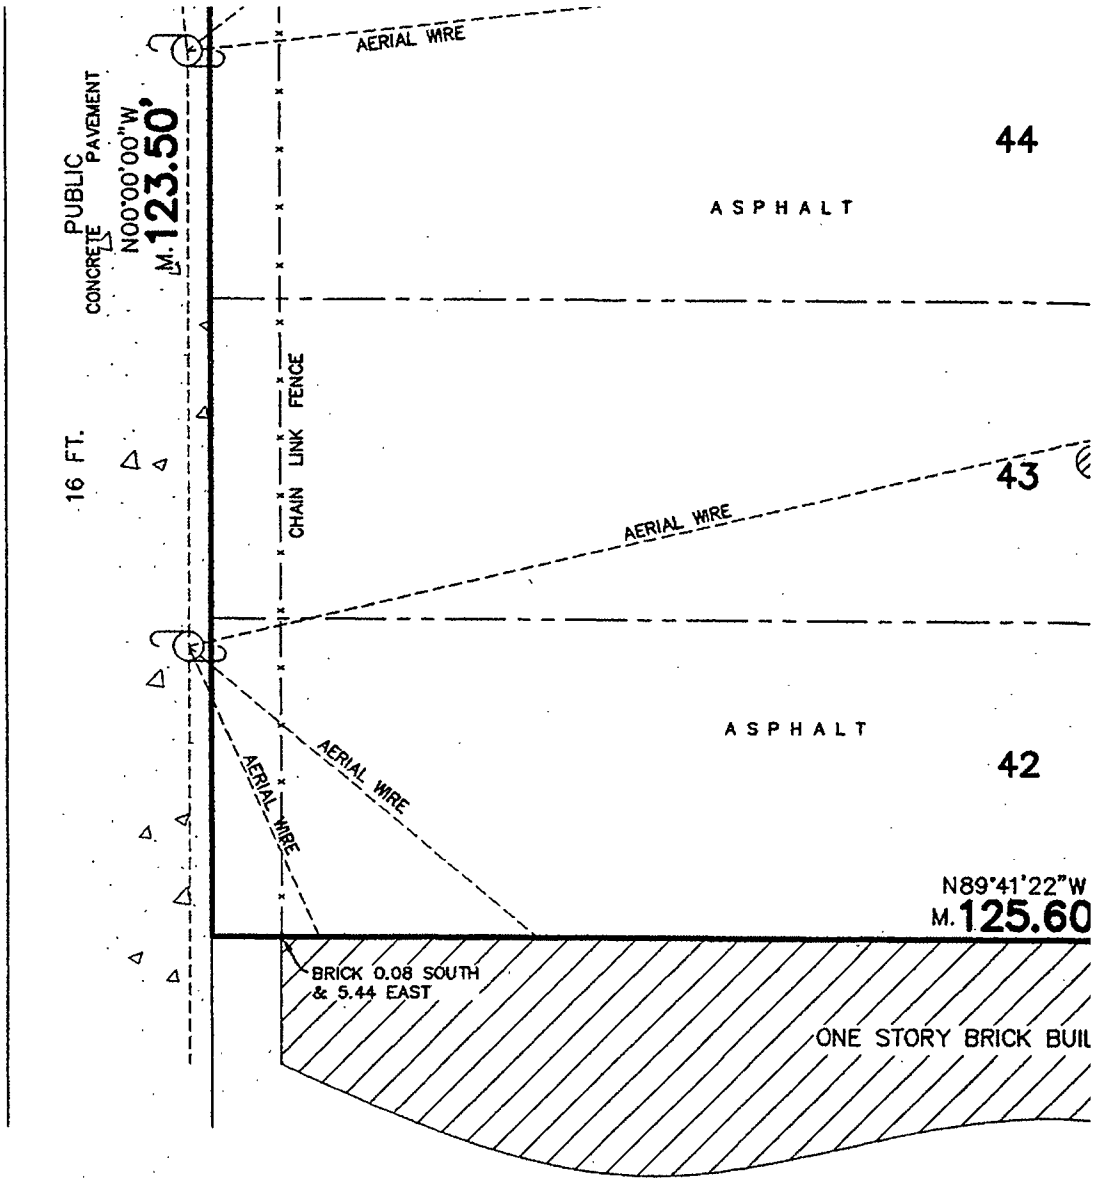 AERIAL WIRE
44
PUBLIC
CONCRETE PAVEMENT
N00°00'00"W
M. 123.50'
ASPHALT
16 FT.
CHAIN LINK FENCE
43
AERIAL WIRE
ASPHALT
42
AERIAL WIRE
AERIAL WIRE
N89°41'22"W
M. 125.60
BRICK 0.08 SOUTH
& 5.44 EAST
ONE STORY BRICK BUIL